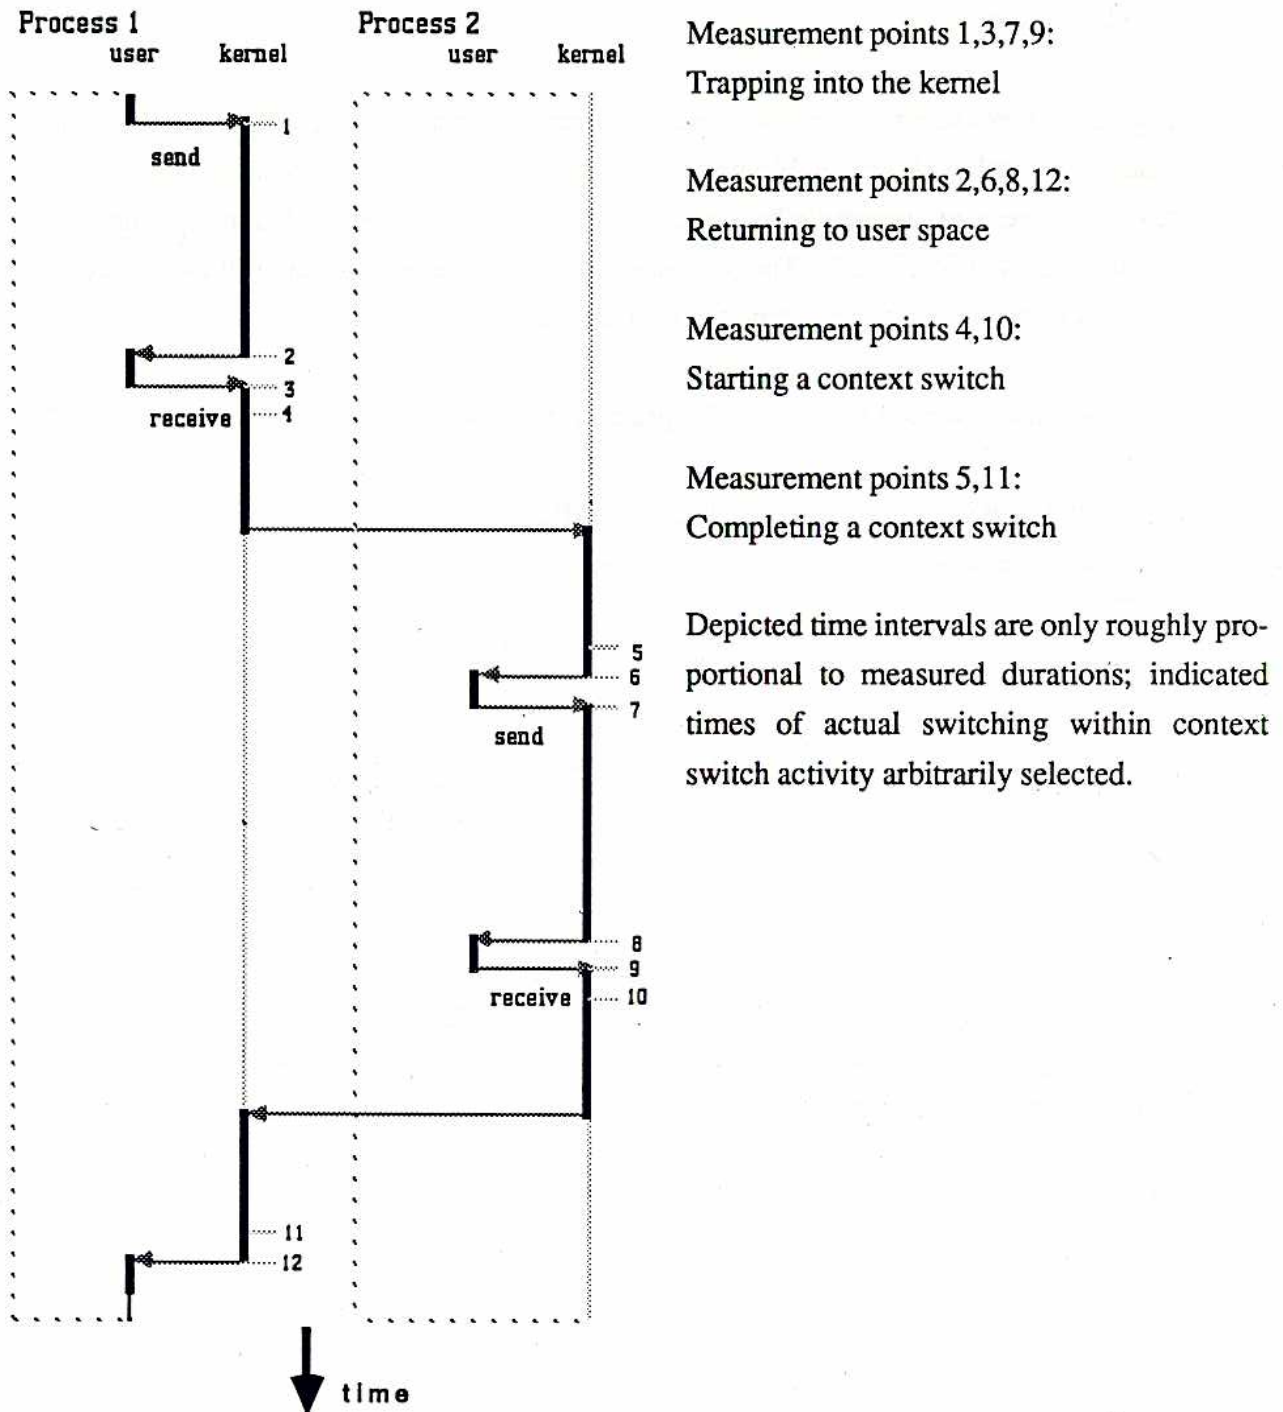 Process 1
Process 2
user
kernel
user
kernel
1
send
2
3
receive
4
5
6
7
send
8
9
receive
10
11
12
time
Measurement points 1,3,7,9:
Trapping into the kernel
Measurement points 2,6,8,12:
Returning to user space
Measurement points 4,10:
Starting a context switch
Measurement points 5,11:
Completing a context switch
Depicted time intervals are only roughly pro-
portional to measured durations; indicated
times of actual switching within context
switch activity arbitrarily selected.